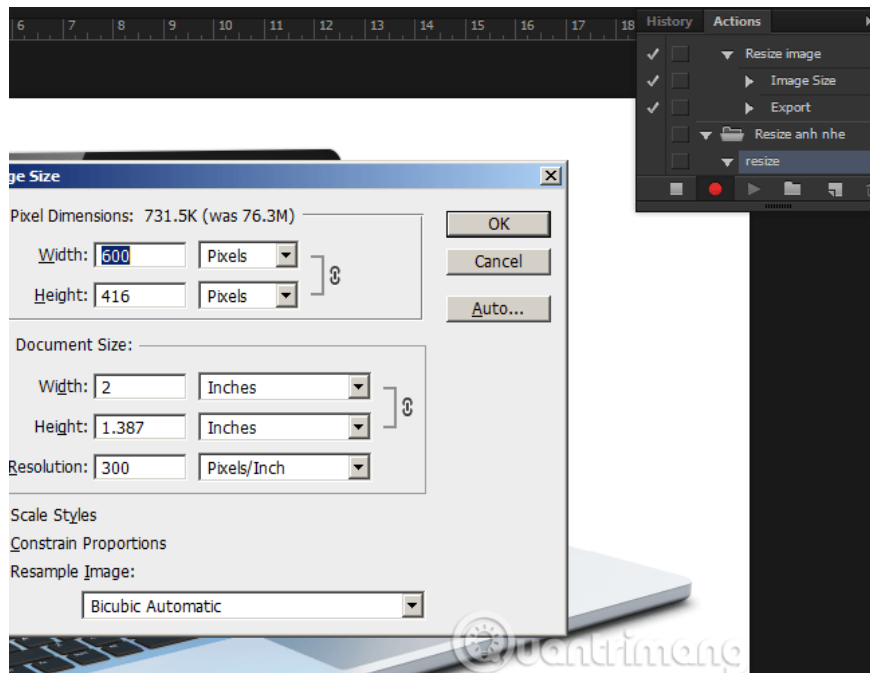 6 7 8 9 10 11 12 13 14 15 16 17 18
History Actions
Resize image
Image Size
Export
Resize anh nhe
resize
ge Size
Pixel Dimensions: 731.5K (was 76.3M)
OK
Width: 600 Pixels
Cancel
Height: 416 Pixels
Auto...
Document Size:
Width: 2 Inches
Height: 1.387 Inches
Resolution: 300 Pixels/Inch
Scale Styles
Constrain Proportions
Resample Image:
Bicubic Automatic
Quantrimang